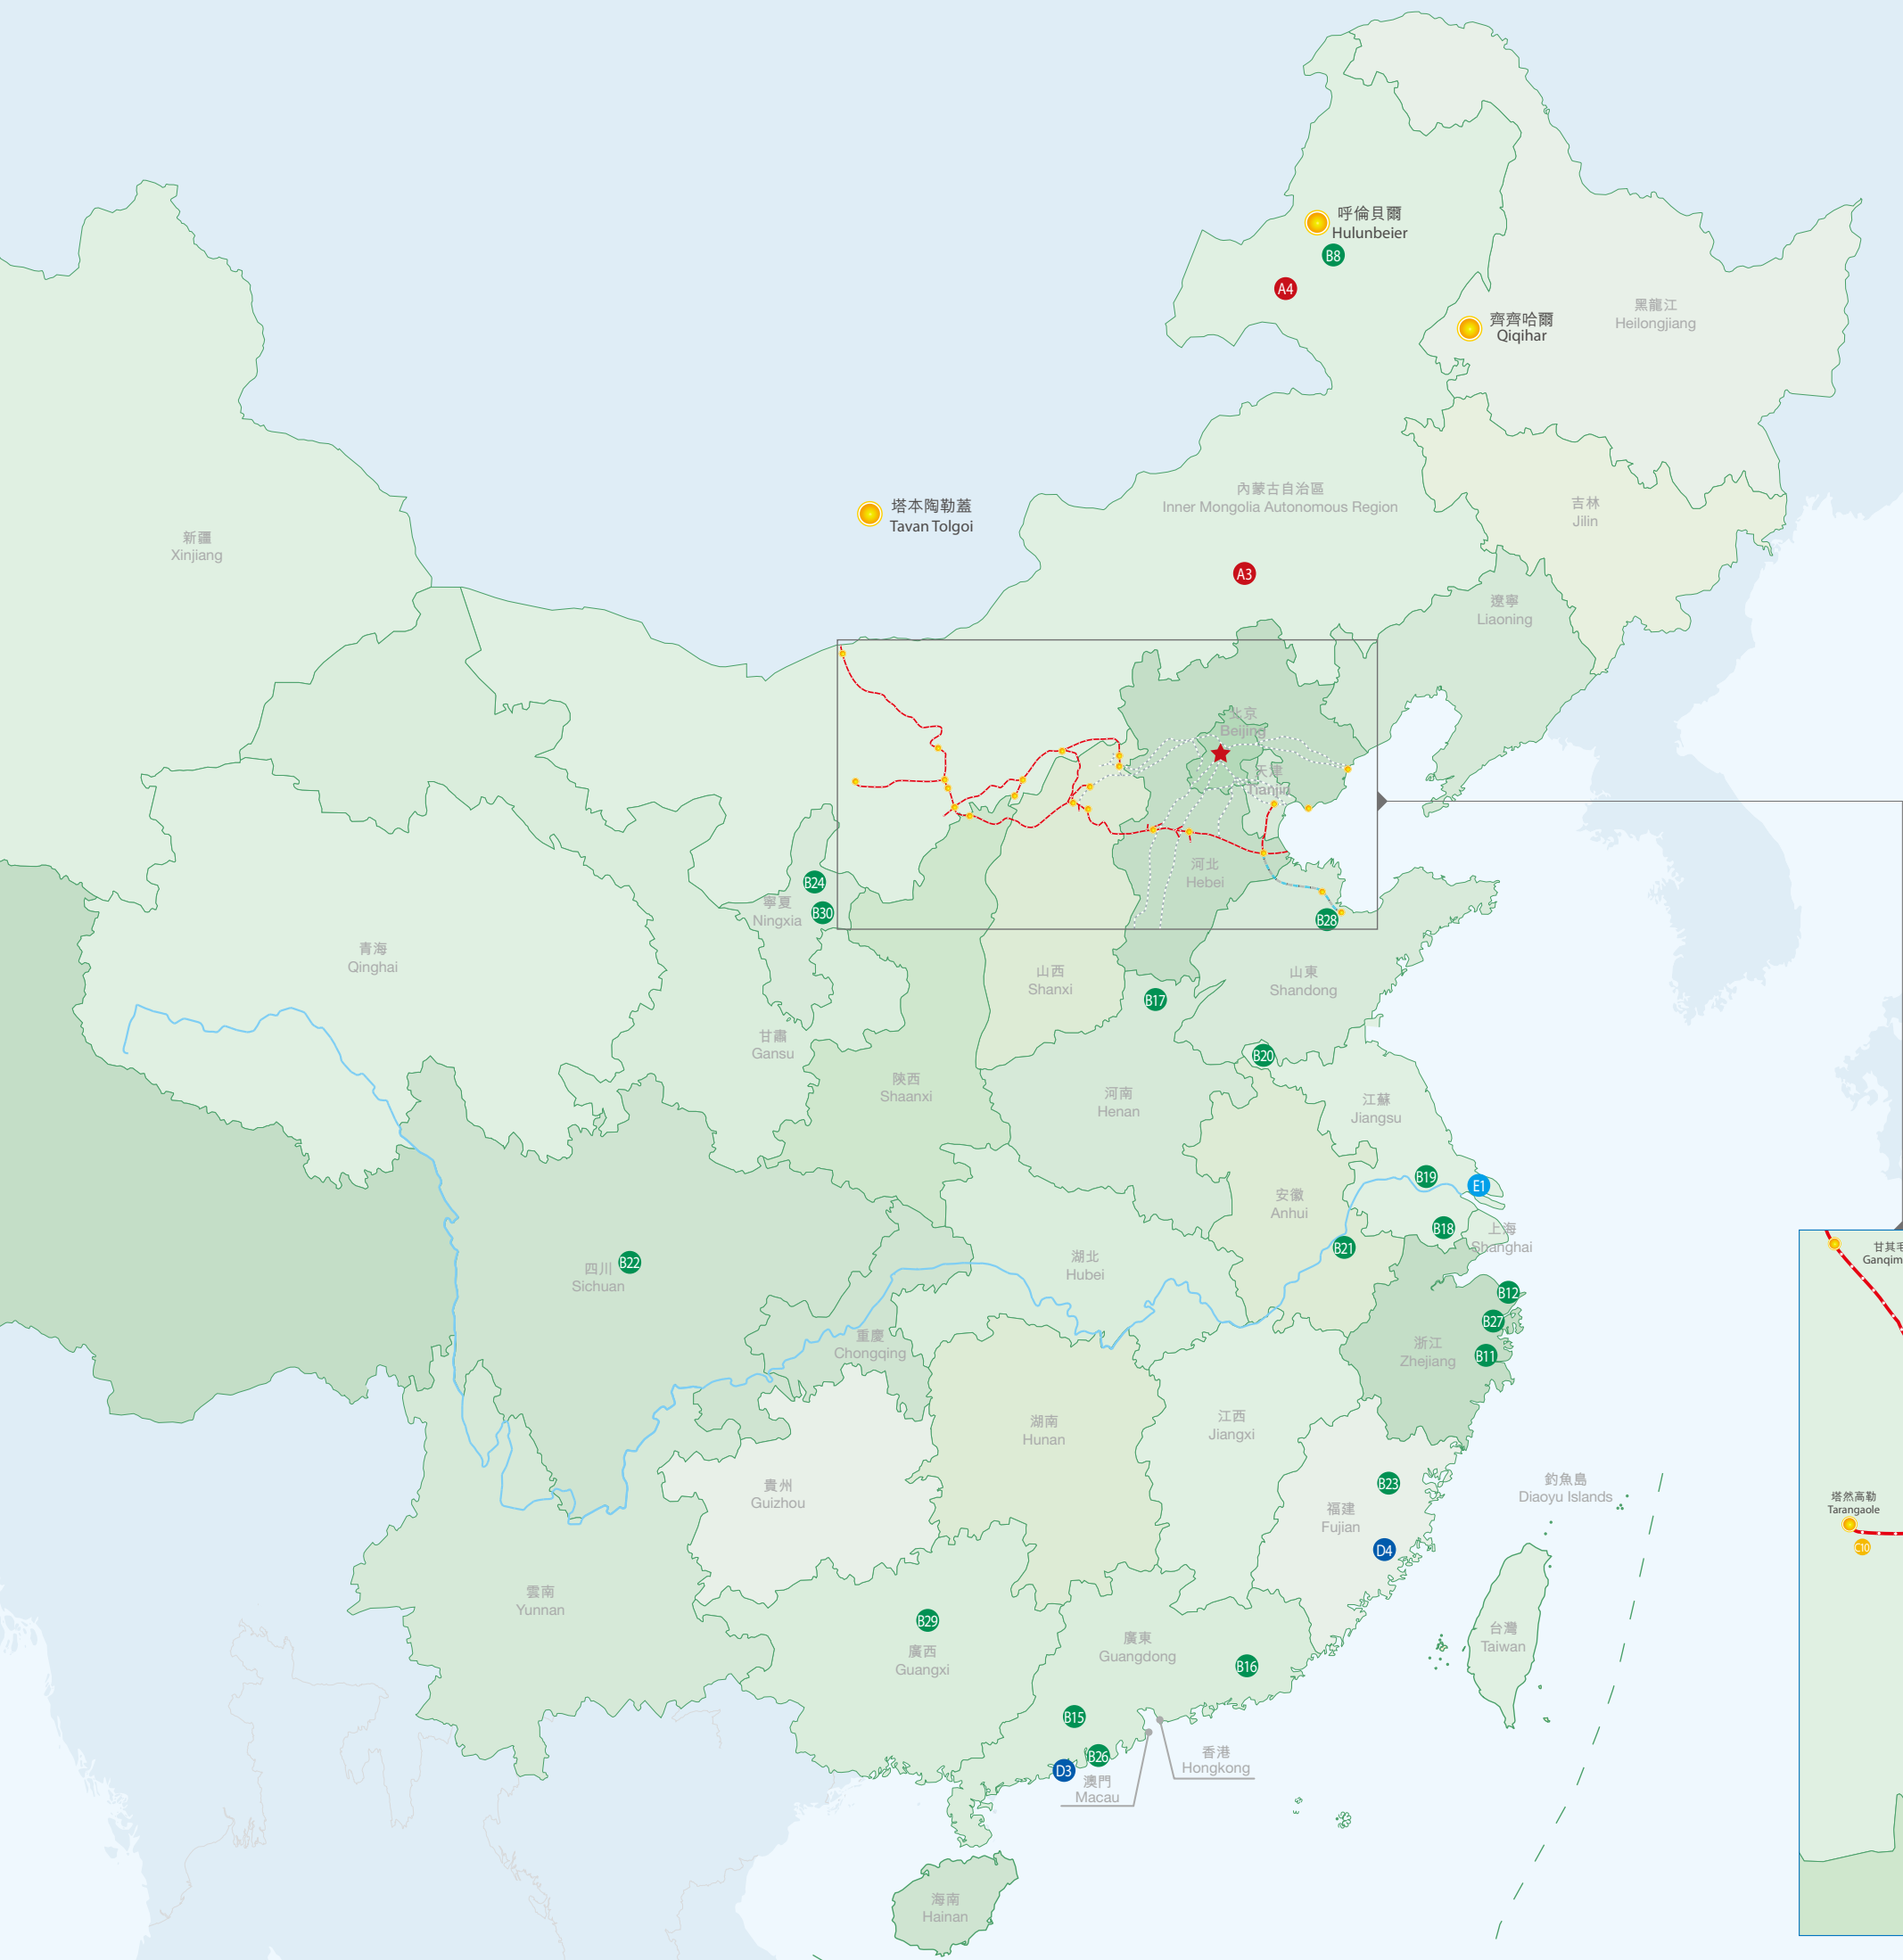 呼倫貝爾
Hulunbeier
B8
A4
齊齊哈爾
Qiqihar
黑龍江
Heilongjiang
內蒙古自治區
Inner Mongolia Autonomous Region
塔本陶勒蓋
Tavan Tolgoi
吉林
Jilin
新疆
Xinjiang
A3
遼寧
Liaoning
北京
Beijing
天津
Tianjin
河北
Hebei
B24
寧夏
Ningxia
B30
B28
青海
Qinghai
山西
Shanxi
山東
Shandong
B17
甘肅
Gansu
B20
陝西
Shaanxi
河南
Henan
江蘇
Jiangsu
B19
E1
安徽
Anhui
B18
上海
Shanghai
B21
湖北
Hubei
四川
Sichuan
B22
B12
B27
重慶
Chongqing
浙江
Zhejiang
B11
湖南
Hunan
江西
Jiangxi
貴州
Guizhou
B23
釣魚島
Diaoyu Islands
福建
Fujian
D4
雲南
Yunnan
B29
廣西
Guangxi
廣東
Guangdong
B16
台灣
Taiwan
B15
B26
D3
香港
Hongkong
澳門
Macau
海南
Hainan
甘其毛
Ganqim
塔然高勒
Tarangaole
C10